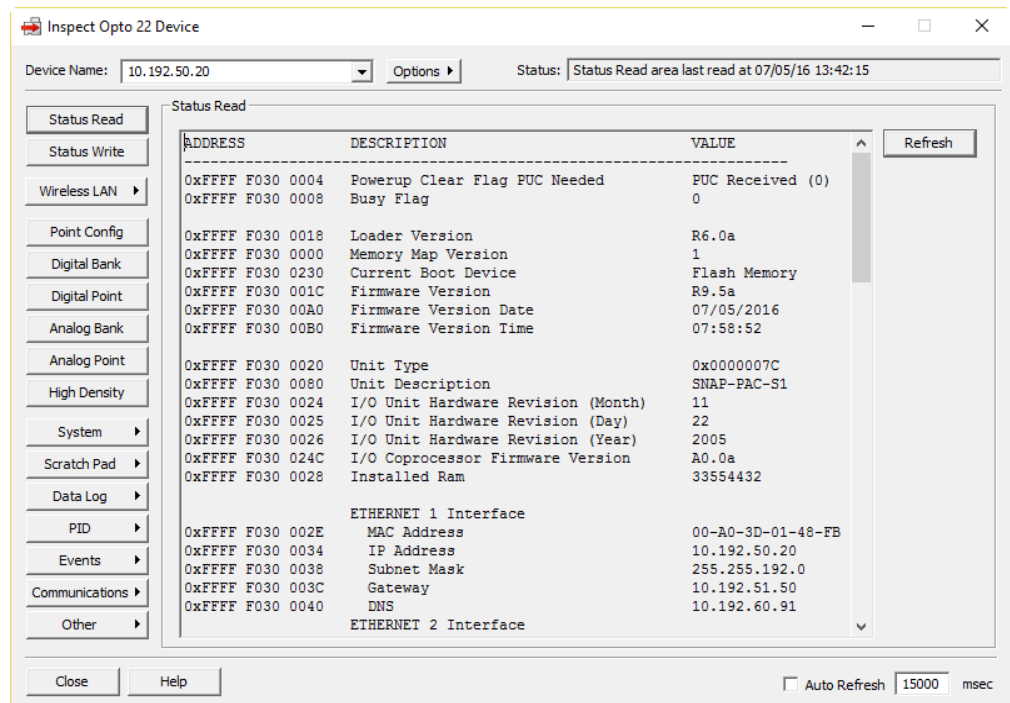 Inspect Opto 22 Device
Device Name: 10.192.50.20 Options Status: Status Read area last read at 07/05/16 13:42:15
Status Read
Status Write
Wireless LAN
Point Config
Digital Bank
Digital Point
Analog Bank
Analog Point
High Density
System
Scratch Pad
Data Log
PID
Events
Communications
Other
Status Read
ADDRESS DESCRIPTION VALUE
--------------------------------------------------------------------
0xFFFF F030 0004 Powerup Clear Flag PUC Needed PUC Received (0)
0xFFFF F030 0008 Busy Flag 0
0xFFFF F030 0018 Loader Version R6.0a
0xFFFF F030 0000 Memory Map Version 1
0xFFFF F030 0230 Current Boot Device Flash Memory
0xFFFF F030 001C Firmware Version R9.5a
0xFFFF F030 00A0 Firmware Version Date 07/05/2016
0xFFFF F030 00B0 Firmware Version Time 07:58:52
0xFFFF F030 0020 Unit Type 0x0000007C
0xFFFF F030 0080 Unit Description SNAP-PAC-S1
0xFFFF F030 0024 I/O Unit Hardware Revision (Month) 11
0xFFFF F030 0025 I/O Unit Hardware Revision (Day) 22
0xFFFF F030 0026 I/O Unit Hardware Revision (Year) 2005
0xFFFF F030 024C I/O Coprocessor Firmware Version A0.0a
0xFFFF F030 0028 Installed Ram 33554432
ETHERNET 1 Interface
0xFFFF F030 002E MAC Address 00-A0-3D-01-48-FB
0xFFFF F030 0034 IP Address 10.192.50.20
0xFFFF F030 0038 Subnet Mask 255.255.192.0
0xFFFF F030 003C Gateway 10.192.51.50
0xFFFF F030 0040 DNS 10.192.60.91
ETHERNET 2 Interface
Refresh
Close Help Auto Refresh 15000 msec